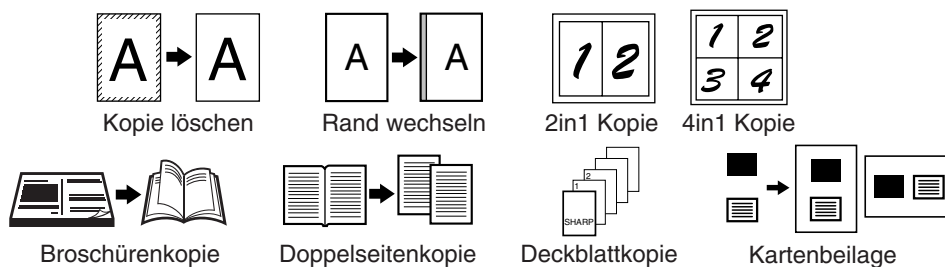 A A
Kopie löschen
A A
Rand wechseln
1 2
2in1 Kopie
1 2
3 4
4in1 Kopie
Broschürenkopie
Doppelseitenkopie
2
1
SHARP
Deckblattkopie
Kartenbeilage